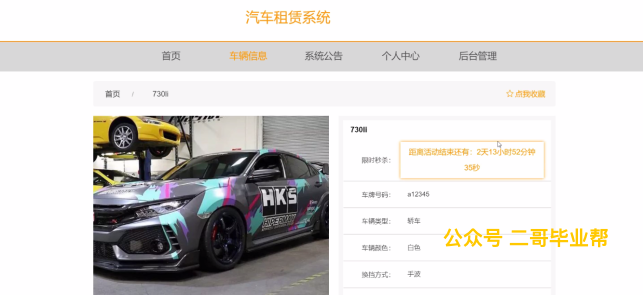 汽车租赁系统
首页 车辆信息 系统公告 个人中心 后台管理
首页 / 730li
☆点我收藏
730li
限时秒杀: 距离活动结束还有:2天13小时52分钟
35秒
车牌号码: a12345
车辆类型: 轿车
车辆颜色: 白色
换挡方式: 手波
HKS
公众号 二哥毕业帮